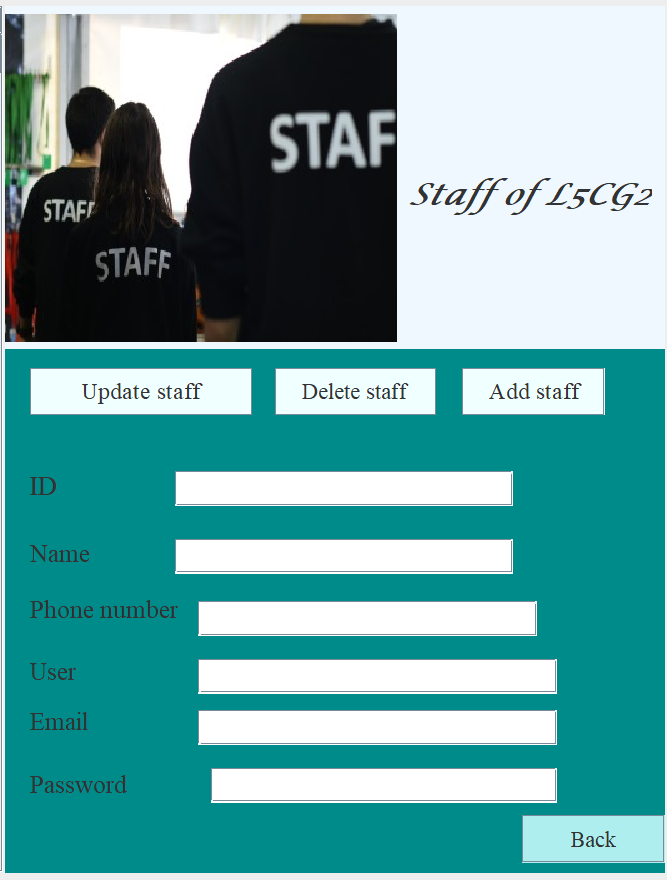 STAFF
STAFF
STAF
Staff of L5CG2
Update staff
Delete staff
Add staff
ID
Name
Phone number
User
Email
Password
Back